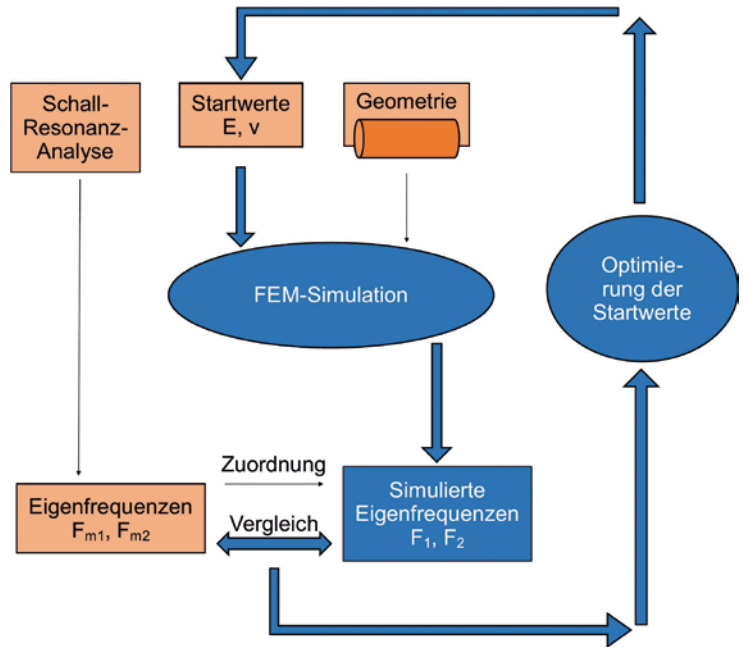 Schall-
Resonanz-
Analyse
Startwerte
E, ν
Geometrie
FEM-Simulation
Optimie-
rung der
Startwerte
Zuordnung
Eigenfrequenzen
Fm1, Fm2
Vergleich
Simulierte
Eigenfrequenzen
F1, F2